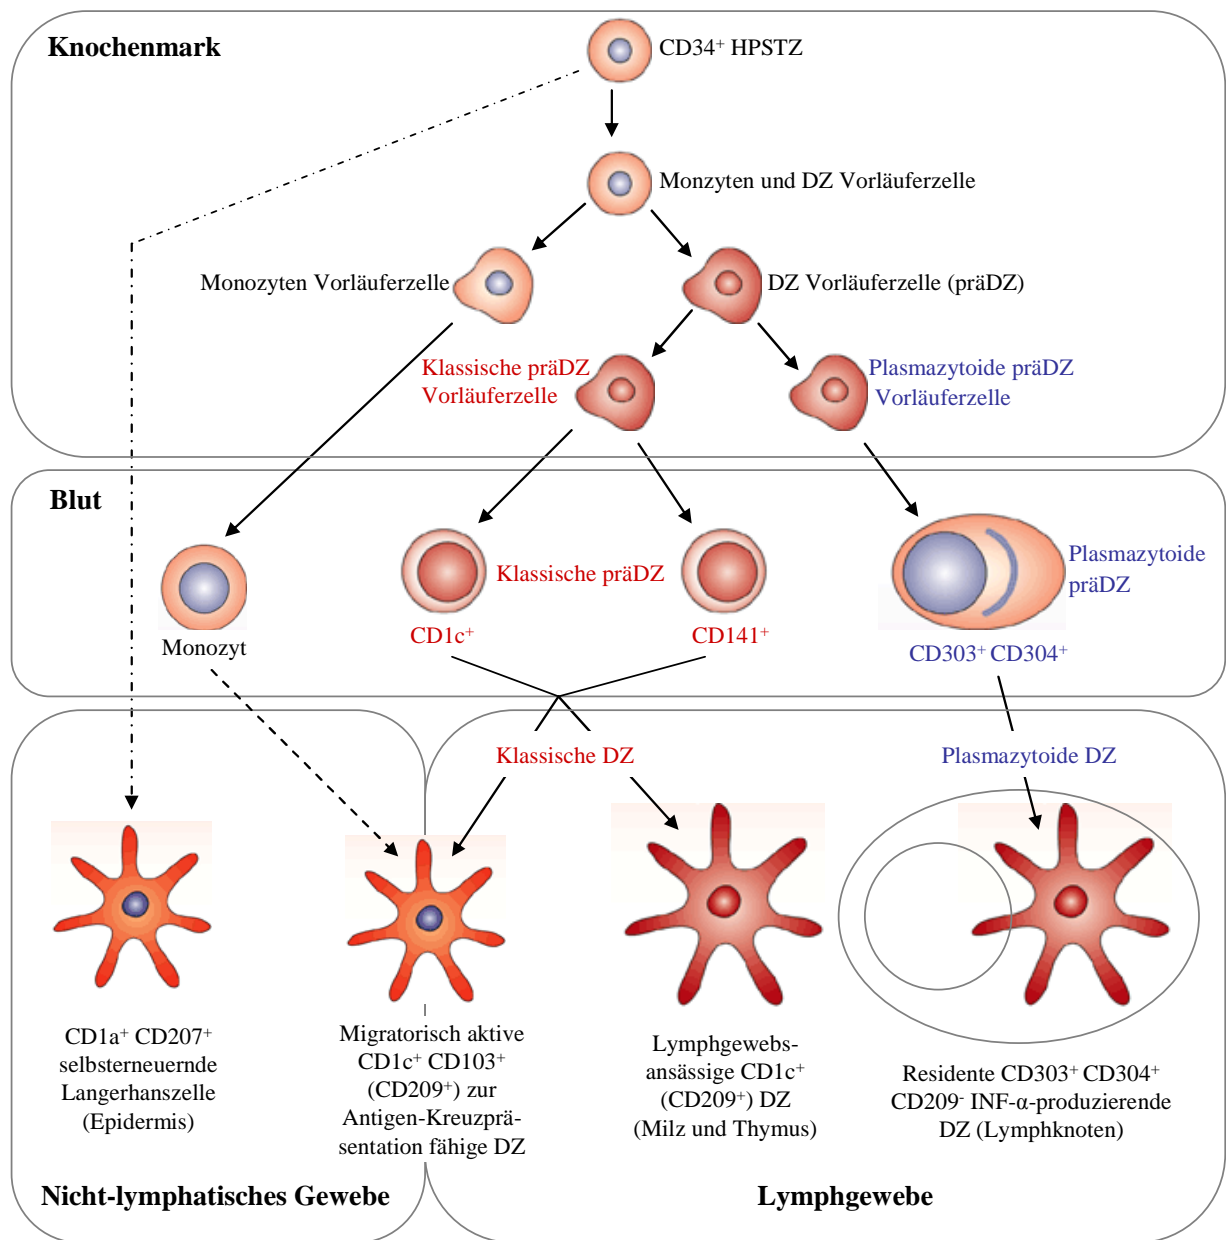 Knochenmark
CD34⁺ HPSTZ
Monzyten und DZ Vorläuferzelle
Monozyten Vorläuferzelle
DZ Vorläuferzelle (präDZ)
Klassische präDZ
Vorläuferzelle
Plasmazytoide präDZ
Vorläuferzelle
Blut
Monozyt
Klassische präDZ
CD1c⁺
CD141⁺
Plasmazytoide
präDZ
CD303⁺ CD304⁺
Klassische DZ
Plasmazytoide DZ
CD1a⁺ CD207⁺
selbsterneuernde
Langerhanszelle
(Epidermis)
Migratorisch aktive
CD1c⁺ CD103⁺
(CD209⁺) zur
Antigen-Kreuzprä-
sentation fähige DZ
Lymphgewebs-
ansässige CD1c⁺
(CD209⁺) DZ
(Milz und Thymus)
Residente CD303⁺ CD304⁺
CD209⁻ INF-α-produzierende
DZ (Lymphknoten)
Nicht-lymphatisches Gewebe
Lymphgewebe